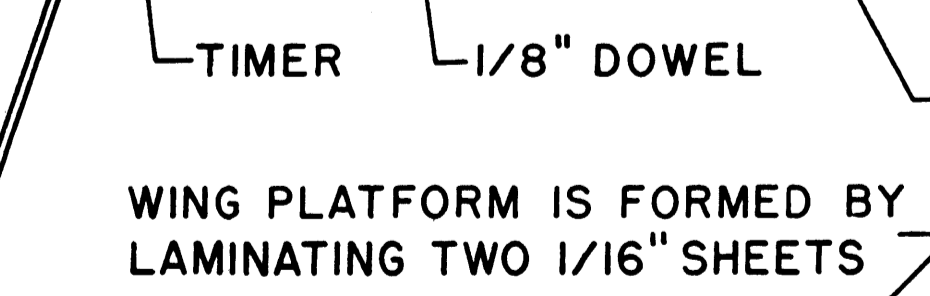 TIMER
1/8" DOWEL
WING PLATFORM IS FORMED BY
LAMINATING TWO 1/16" SHEETS